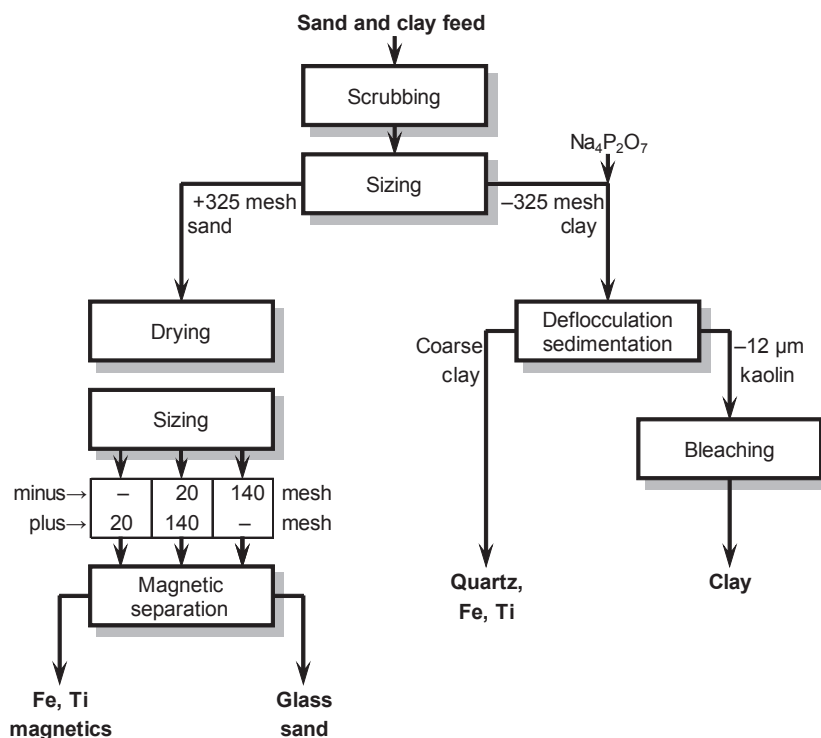 Sand and clay feed
Scrubbing
Na₄P₂O₇
Sizing
+325 mesh
sand
–325 mesh
clay
Drying
Deflocculation
sedimentation
Coarse
clay
–12 µm
kaolin
Sizing
Bleaching
minus→ – 20 140 mesh
plus→ 20 140 – mesh
Magnetic
separation
Quartz,
Fe, Ti
Clay
Fe, Ti
magnetics
Glass
sand